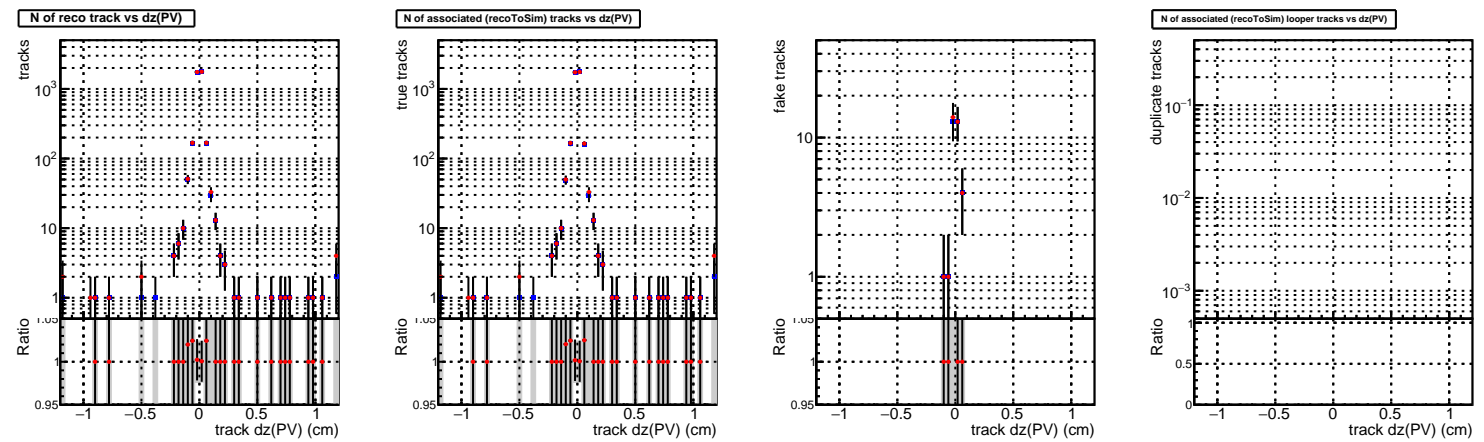 N of reco track vs dz(PV)
tracks
10³
10²
10
1
Ratio
1.05
1
0.95
−1 −0.5 0 0.5 1
track dz(PV) (cm)
N of associated (recoToSim) tracks vs dz(PV)
true tracks
10³
10²
10
1
Ratio
1.05
1
0.95
−1 −0.5 0 0.5 1
track dz(PV) (cm)
fake tracks
10
1
Ratio
1.05
1
0.95
−1 −0.5 0 0.5 1
track dz(PV) (cm)
N of associated (recoToSim) looper tracks vs dz(PV)
duplicate tracks
10⁻¹
10⁻²
10⁻³
Ratio
1
0.5
0
−1 −0.5 0 0.5 1
track dz(PV) (cm)